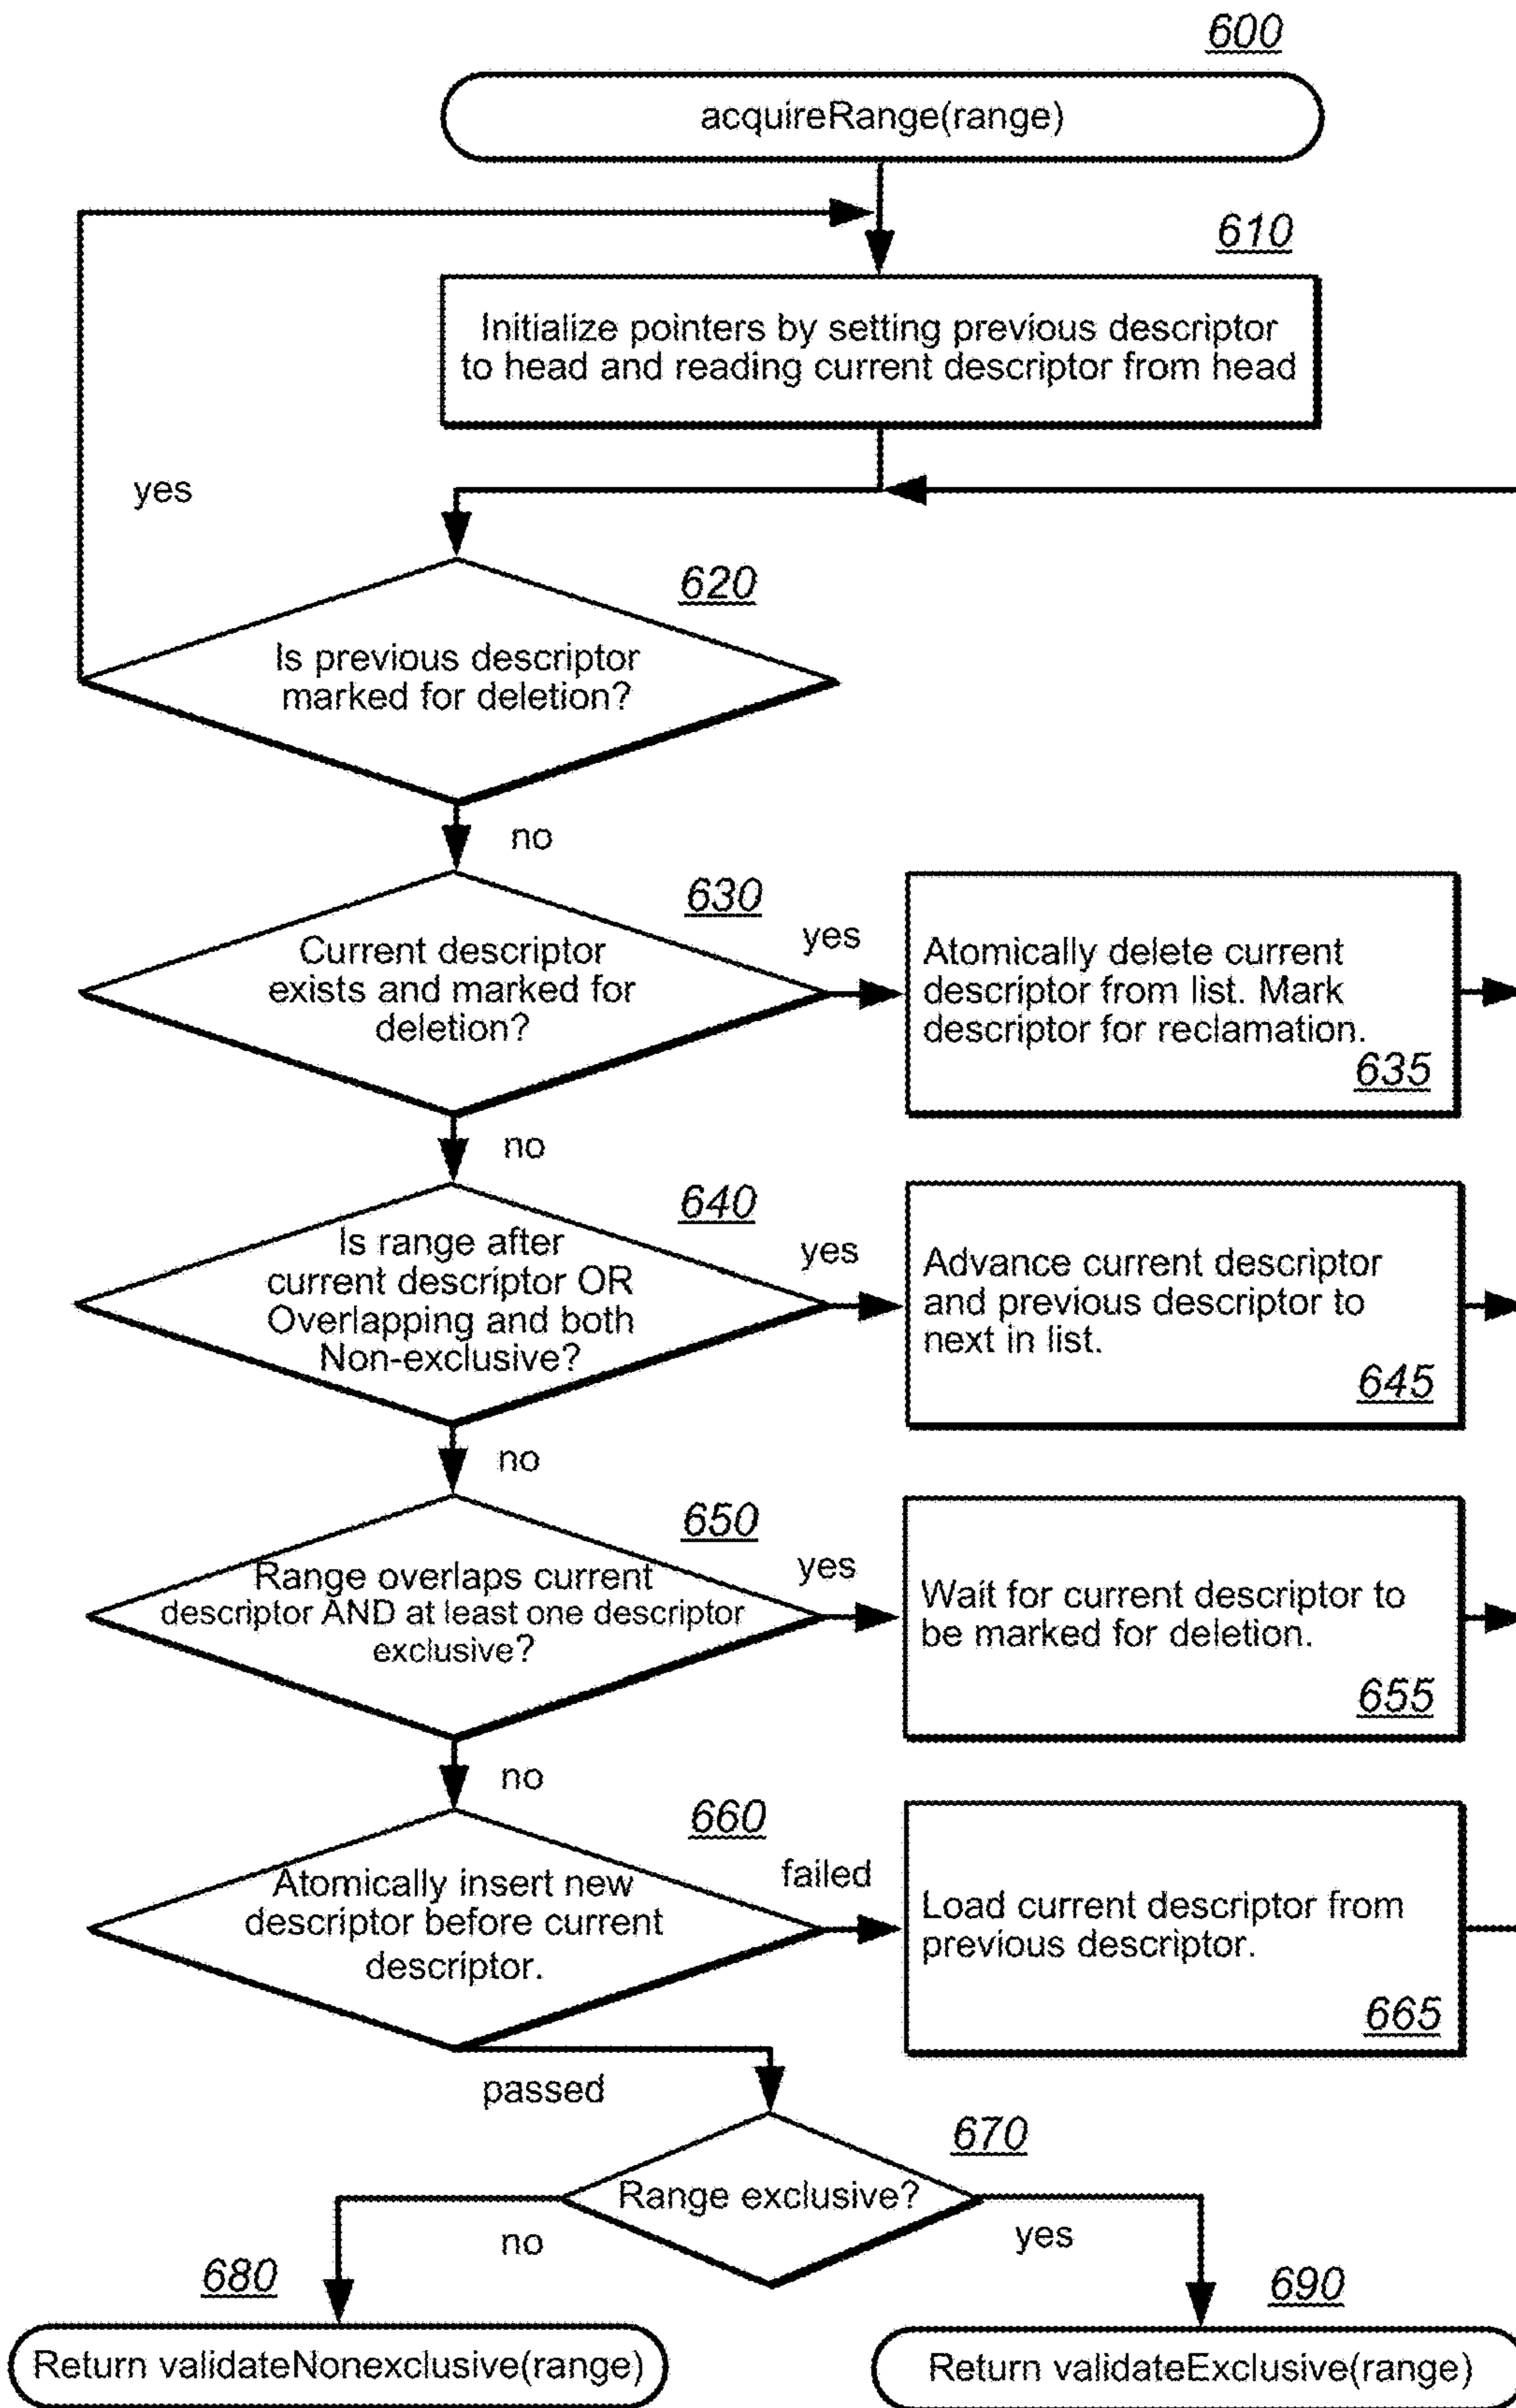 600
acquireRange(range)
610
Initialize pointers by setting previous descriptor
to head and reading current descriptor from head
yes
620
Is previous descriptor
marked for deletion?
no
630
Current descriptor
exists and marked for
deletion?
yes
Atomically delete current
descriptor from list. Mark
descriptor for reclamation.
635
no
640
Is range after
current descriptor OR
Overlapping and both
Non-exclusive?
yes
Advance current descriptor
and previous descriptor to
next in list.
645
no
650
Range overlaps current
descriptor AND at least one descriptor
exclusive?
yes
Wait for current descriptor to
be marked for deletion.
655
no
660
Atomically insert new
descriptor before current
descriptor.
failed
Load current descriptor from
previous descriptor.
665
passed
670
Range exclusive?
no
yes
680
Return validateNonexclusive(range)
690
Return validateExclusive(range)